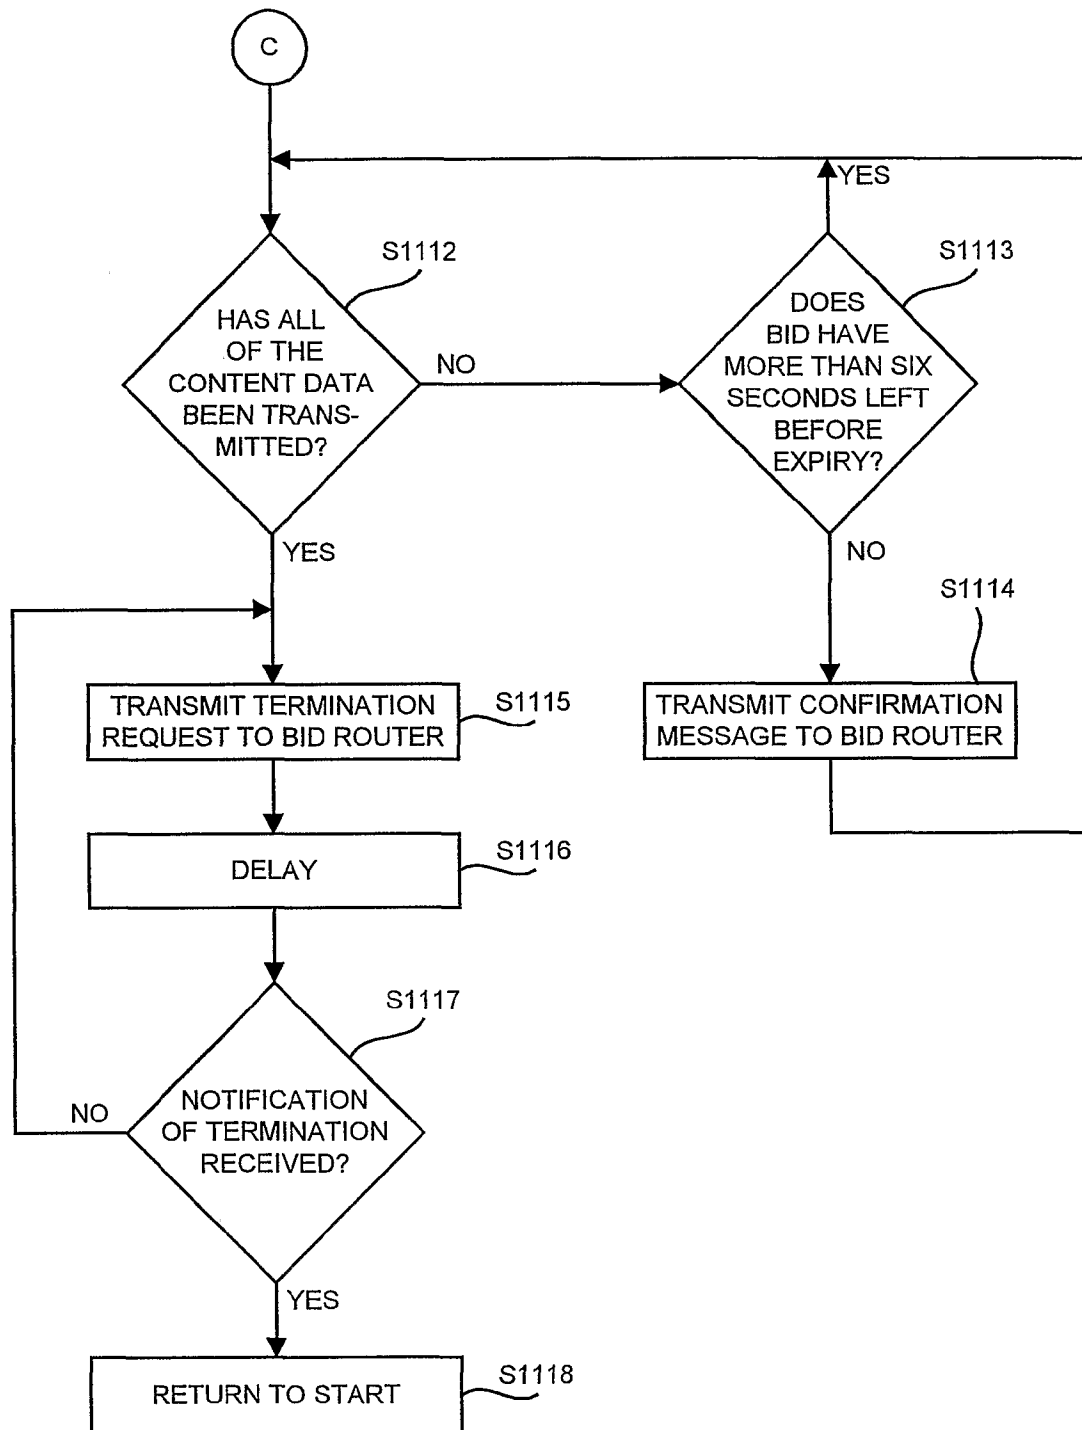 C
YES
S1112
S1113
HAS ALL
OF THE
CONTENT DATA
BEEN TRANS-
MITTED?
NO
DOES
BID HAVE
MORE THAN SIX
SECONDS LEFT
BEFORE
EXPIRY?
YES
NO
S1114
TRANSMIT TERMINATION
REQUEST TO BID ROUTER
S1115
TRANSMIT CONFIRMATION
MESSAGE TO BID ROUTER
DELAY
S1116
S1117
NOTIFICATION
OF TERMINATION
RECEIVED?
NO
YES
RETURN TO START
S1118